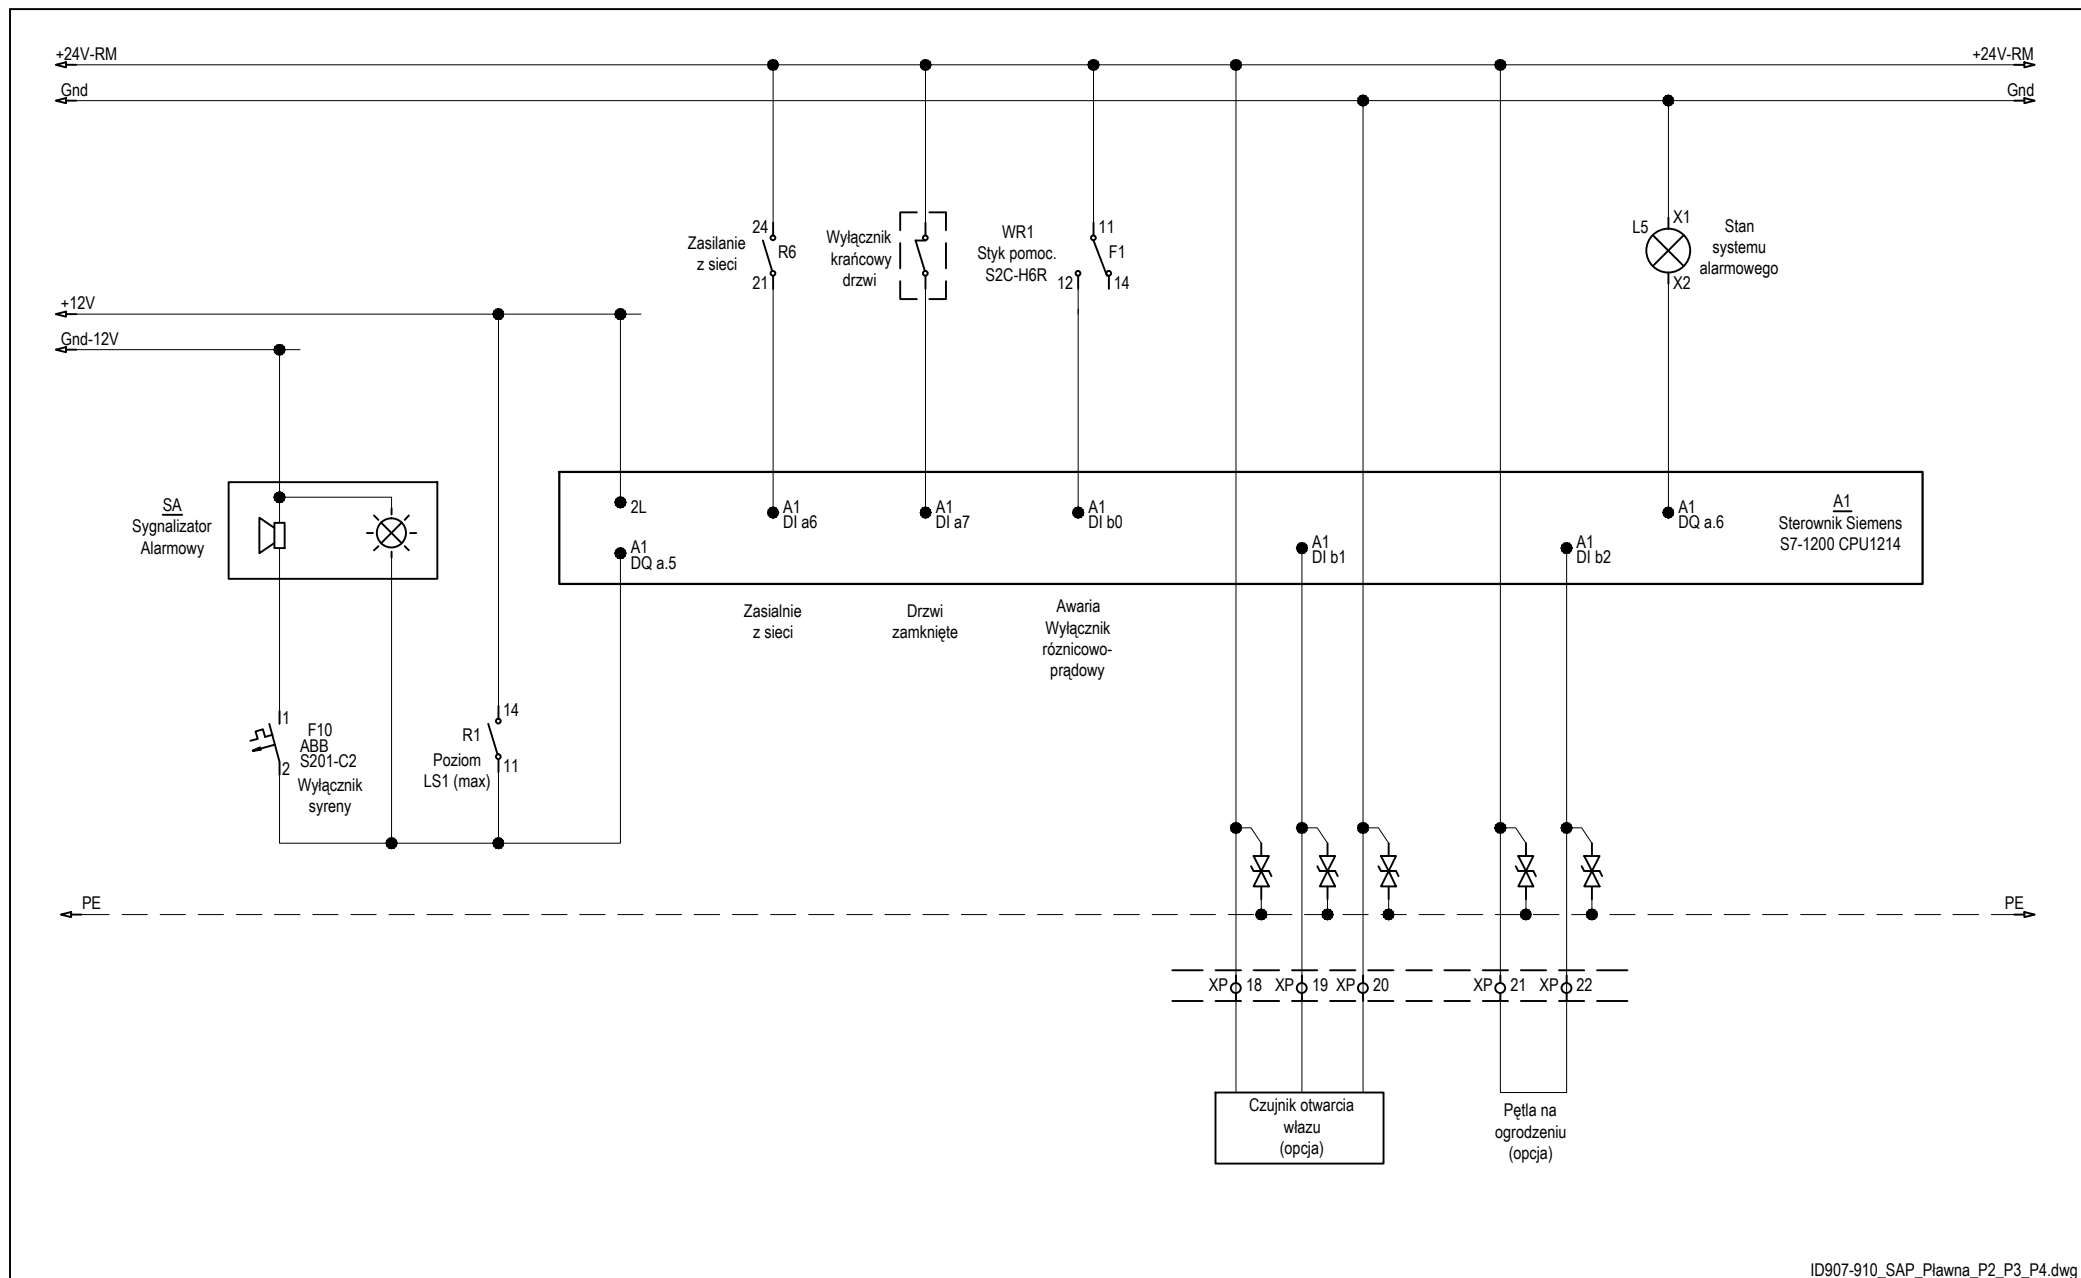 +24V-RM
+24V-RM
Gnd
Gnd
Zasilanie
z sieci
24
R6
21
Wyłącznik
krańcowy
drzwi
WR1
Styk pomoc.
S2C-H6R
11
F1
12
14
L5
X1
X2
Stan
systemu
alarmowego
+12V
Gnd-12V
SA
Sygnalizator
Alarmowy
2L
A1
DQ a.5
A1
DI a6
A1
DI a7
A1
DI b0
A1
DI b1
A1
DI b2
A1
DQ a.6
A1
Sterownik Siemens
S7-1200 CPU1214
Zasialnie
z sieci
Drzwi
zamknięte
Awaria
Wyłącznik
róznicowo-
prądowy
1
F10
ABB
S201-C2
2
Wyłącznik
syreny
14
R1
11
Poziom
LS1 (max)
PE
PE
XP 18
XP 19
XP 20
XP 21
XP 22
Czujnik otwarcia
włazu
(opcja)
Pętla na
ogrodzeniu
(opcja)
ID907-910_SAP_Pławna_P2_P3_P4.dwg